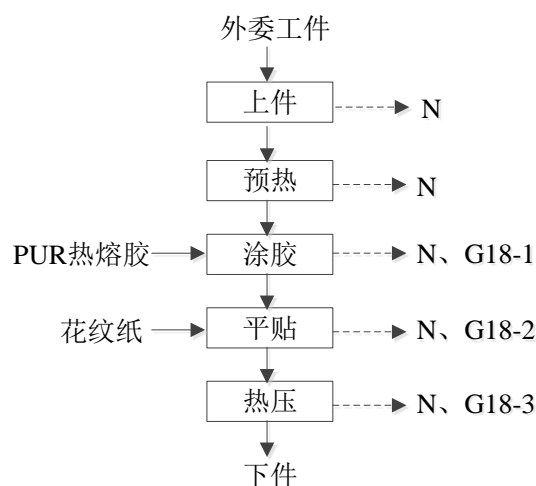 外委工件
上件
N
预热
N
PUR热熔胶
涂胶
N、G18-1
花纹纸
平贴
N、G18-2
热压
N、G18-3
下件